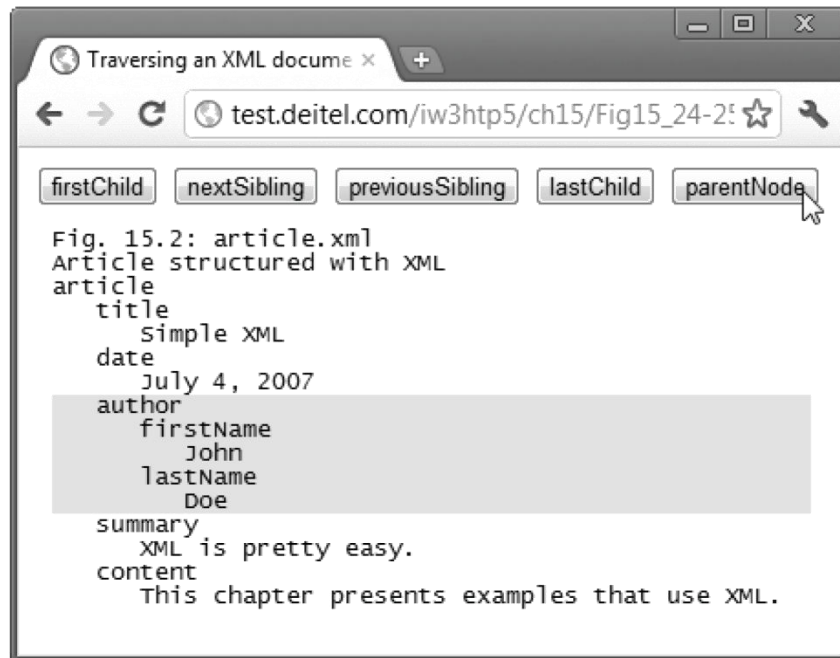 Traversing an XML docume ×
test.deitel.com/iw3htp5/ch15/Fig15_24-25
firstChild nextSibling previousSibling lastChild parentNode
Fig. 15.2: article.xml
Article structured with XML
article
title
Simple XML
date
July 4, 2007
author
firstName
John
lastName
Doe
summary
XML is pretty easy.
content
This chapter presents examples that use XML.